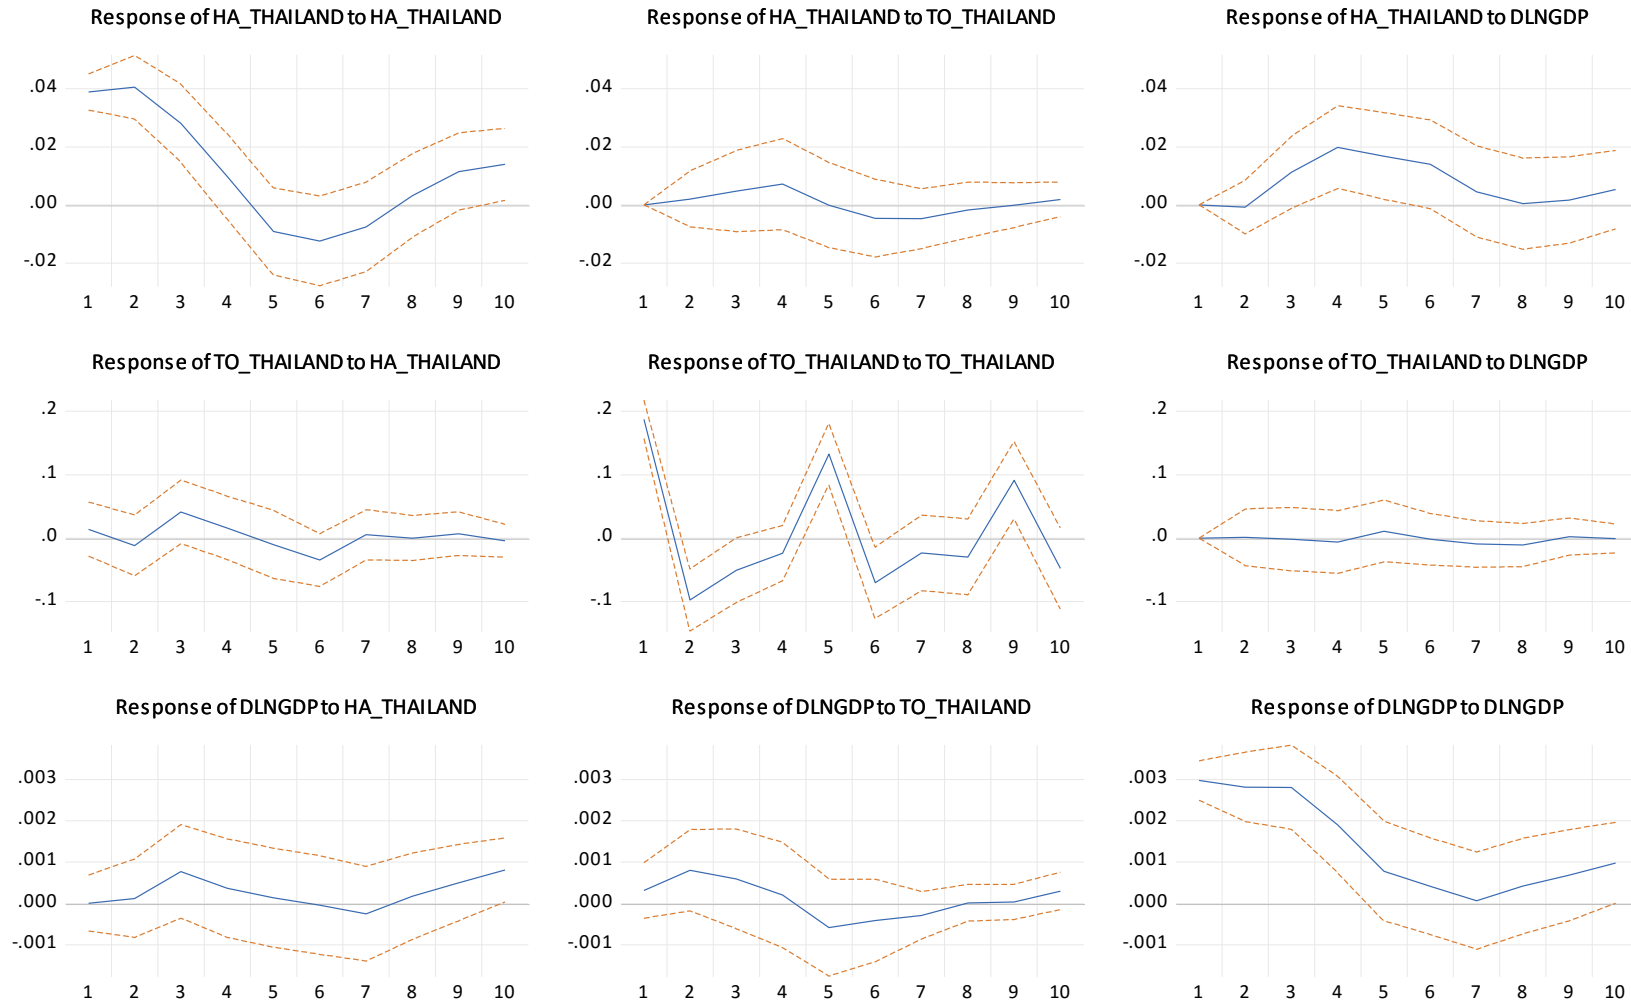 Response of HA_THAILAND to HA_THAILAND
Response of HA_THAILAND to TO_THAILAND
Response of HA_THAILAND to DLNGDP
.04
.02
.00
-.02
1 2 3 4 5 6 7 8 9 10
.04
.02
.00
-.02
1 2 3 4 5 6 7 8 9 10
.04
.02
.00
-.02
1 2 3 4 5 6 7 8 9 10
Response of TO_THAILAND to HA_THAILAND
Response of TO_THAILAND to TO_THAILAND
Response of TO_THAILAND to DLNGDP
.2
.1
.0
-.1
1 2 3 4 5 6 7 8 9 10
.2
.1
.0
-.1
1 2 3 4 5 6 7 8 9 10
.2
.1
.0
-.1
1 2 3 4 5 6 7 8 9 10
Response of DLNGDP to HA_THAILAND
Response of DLNGDP to TO_THAILAND
Response of DLNGDP to DLNGDP
.003
.002
.001
.000
-.001
1 2 3 4 5 6 7 8 9 10
.003
.002
.001
.000
-.001
1 2 3 4 5 6 7 8 9 10
.003
.002
.001
.000
-.001
1 2 3 4 5 6 7 8 9 10